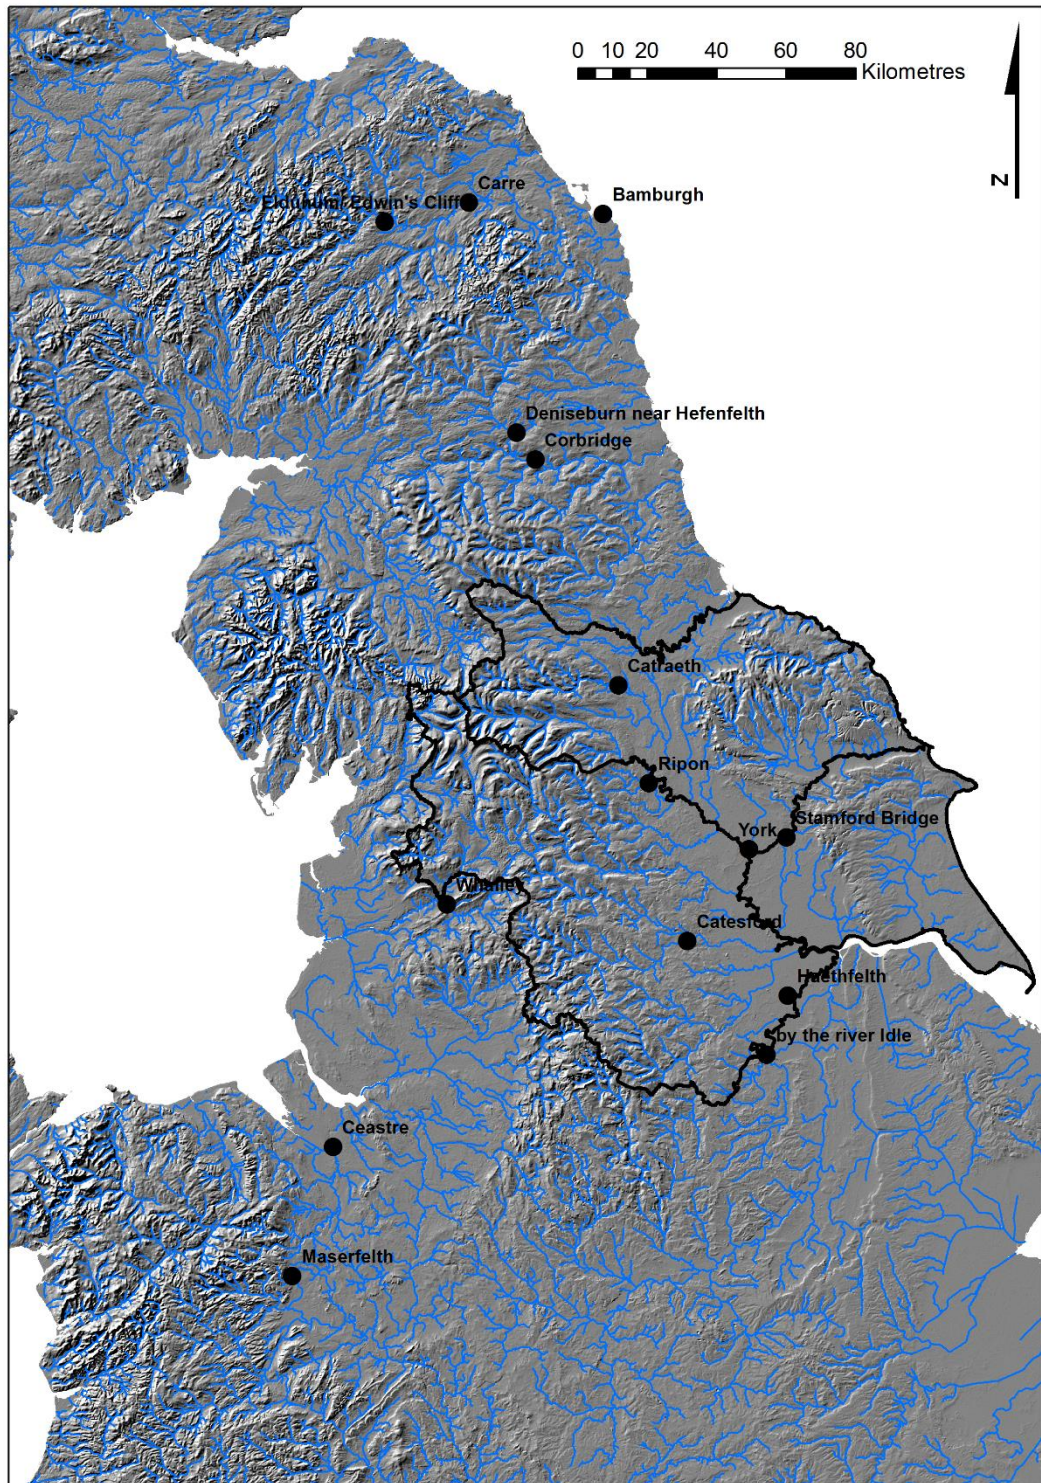 0 10 20 40 60 80
Kilometres
N
Carre
Bamburgh
Eldunum/ Edwin's Cliff
Deniseburn near Hefenfelth
Corbridge
Catraeth
Ripon
Stamford Bridge
York
Whalley
Catesford
Haethfelth
by the river Idle
Ceastre
Maserfelth